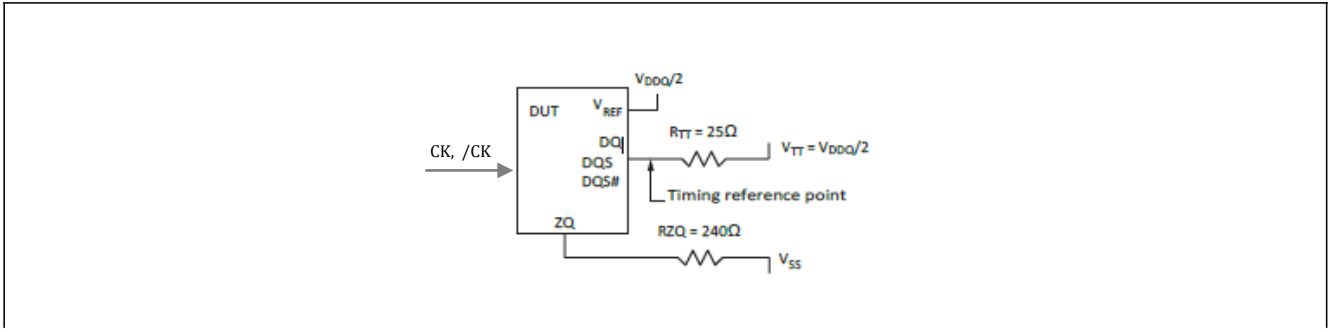 VDDQ/2
DUT
VREF
RTT = 25Ω
DQ
CK, /CK
VTT = VDDQ/2
DQS
DQS#
Timing reference point
ZQ
RZQ = 240Ω
VSS